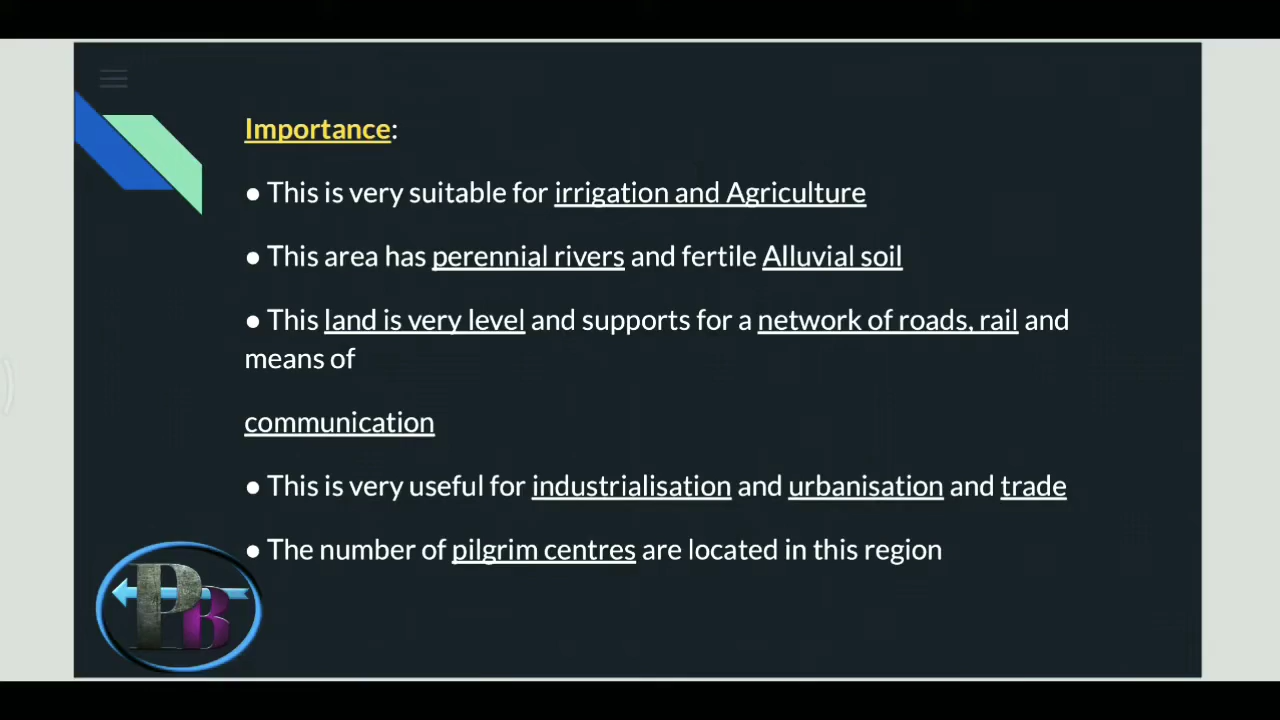 Importance:
● This is very suitable for irrigation and Agriculture
● This area has perennial rivers and fertile Alluvial soil
● This land is very level and supports for a network of roads, rail and
means of
communication
● This is very useful for industrialisation and urbanisation and trade
● The number of pilgrim centres are located in this region
PB